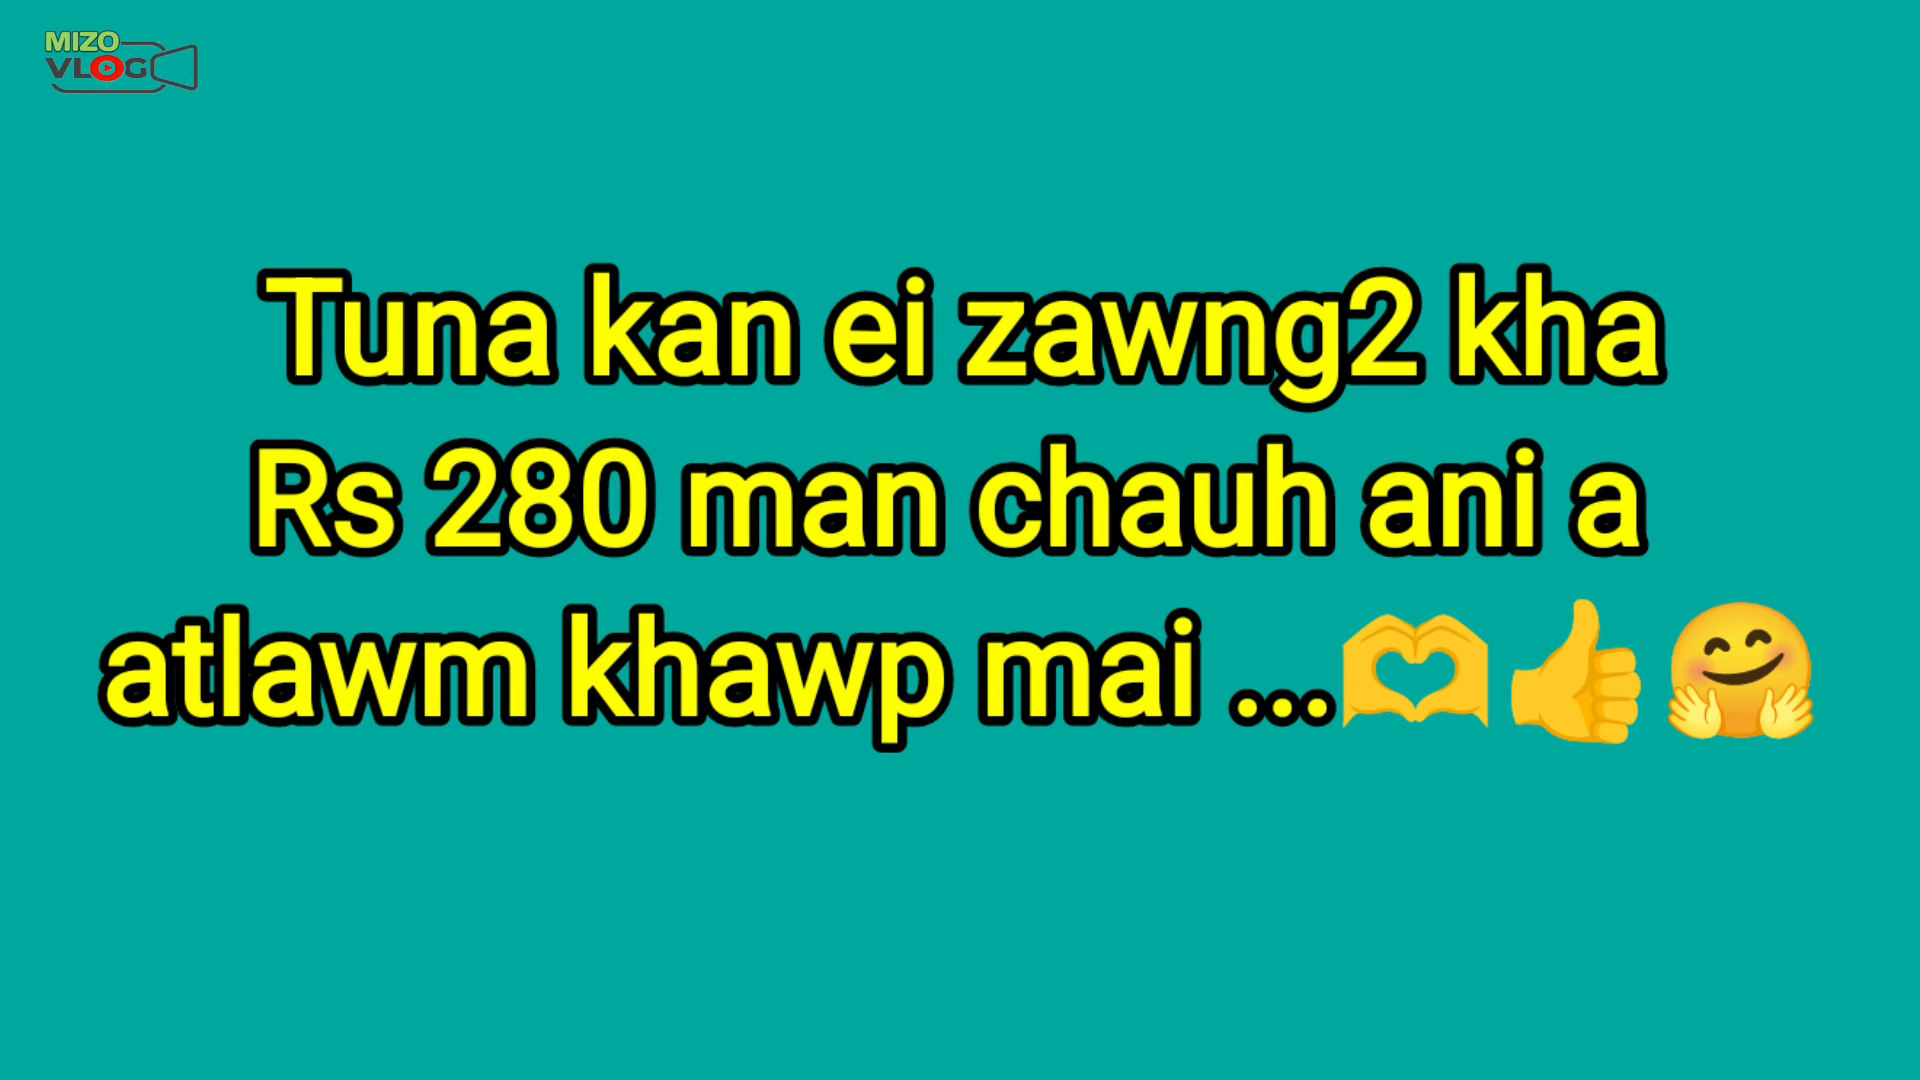 MIZO
VLOG
Tuna kan ei zawng2 kha
Rs 280 man chauh ani a
atlawm khawp mai ...🫶👍🤗